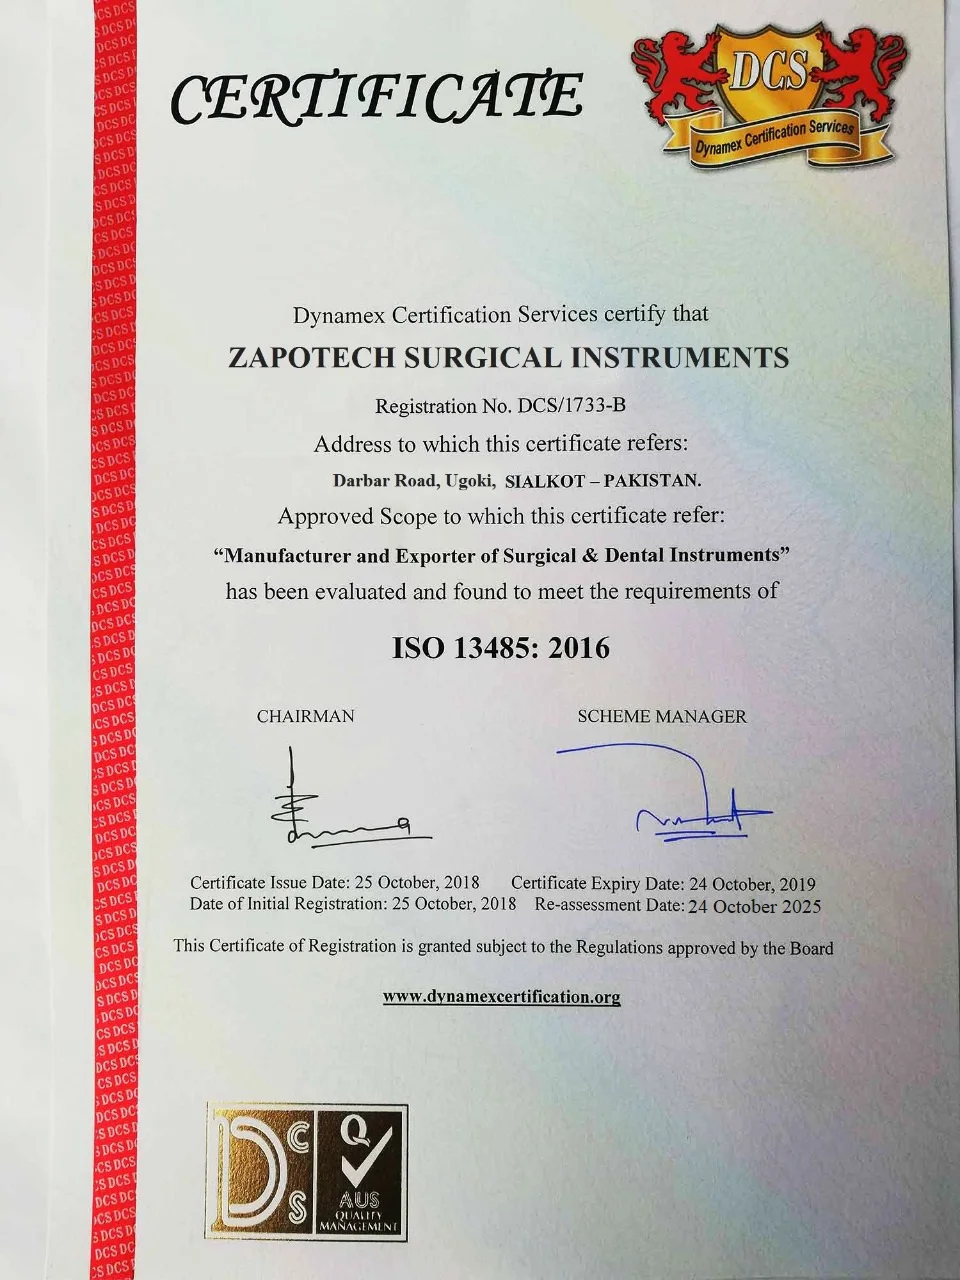 CERTIFICATE
DCS
Dynamex Certification Services
Dynamex Certification Services certify that
ZAPOTECH SURGICAL INSTRUMENTS
Registration No. DCS/1733-B
Address to which this certificate refers:
Darbar Road, Ugoki, SIALKOT – PAKISTAN.
Approved Scope to which this certificate refer:
“Manufacturer and Exporter of Surgical & Dental Instruments”
has been evaluated and found to meet the requirements of
ISO 13485: 2016
CHAIRMAN SCHEME MANAGER
Certificate Issue Date: 25 October, 2018 Certificate Expiry Date: 24 October, 2019
Date of Initial Registration: 25 October, 2018 Re-assessment Date: 24 October 2025
This Certificate of Registration is granted subject to the Regulations approved by the Board
www.dynamexcertification.org
DCS
Q
AUS
QUALITY
MANAGEMENT